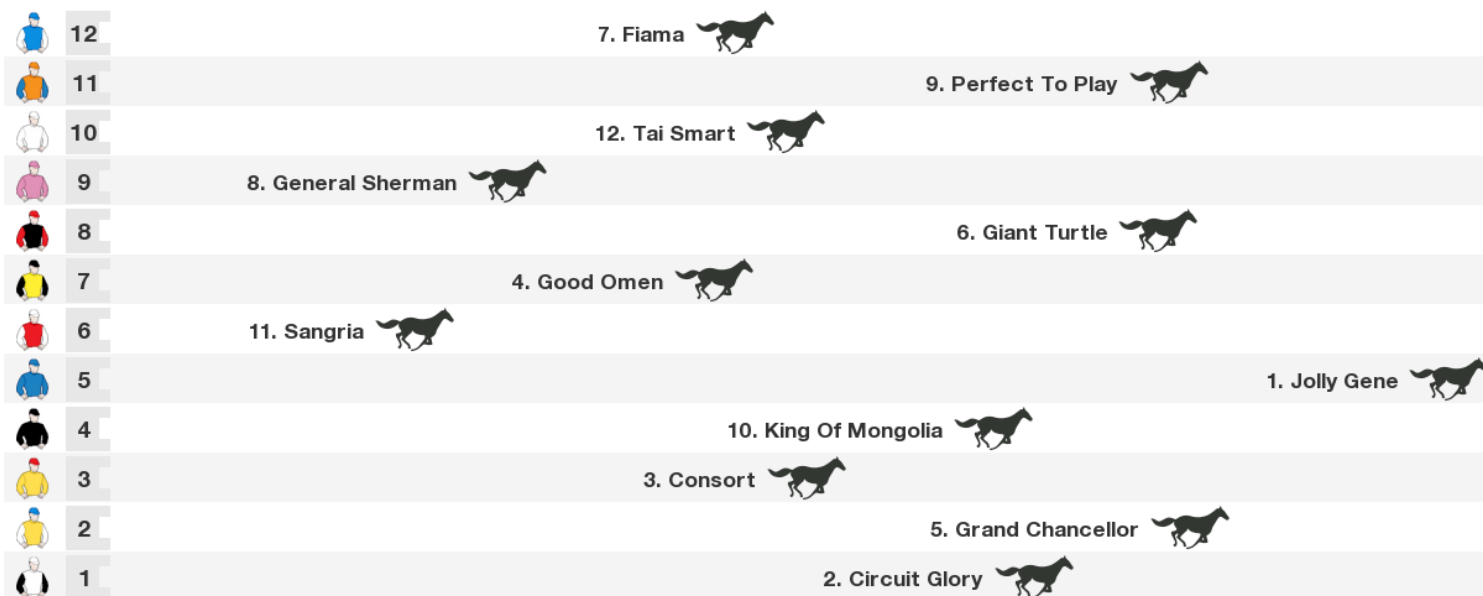 12 7. Fiama
11 9. Perfect To Play
10 12. Tai Smart
9 8. General Sherman
8 6. Giant Turtle
7 4. Good Omen
6 11. Sangria
5 1. Jolly Gene
4 10. King Of Mongolia
3 3. Consort
2 5. Grand Chancellor
1 2. Circuit Glory